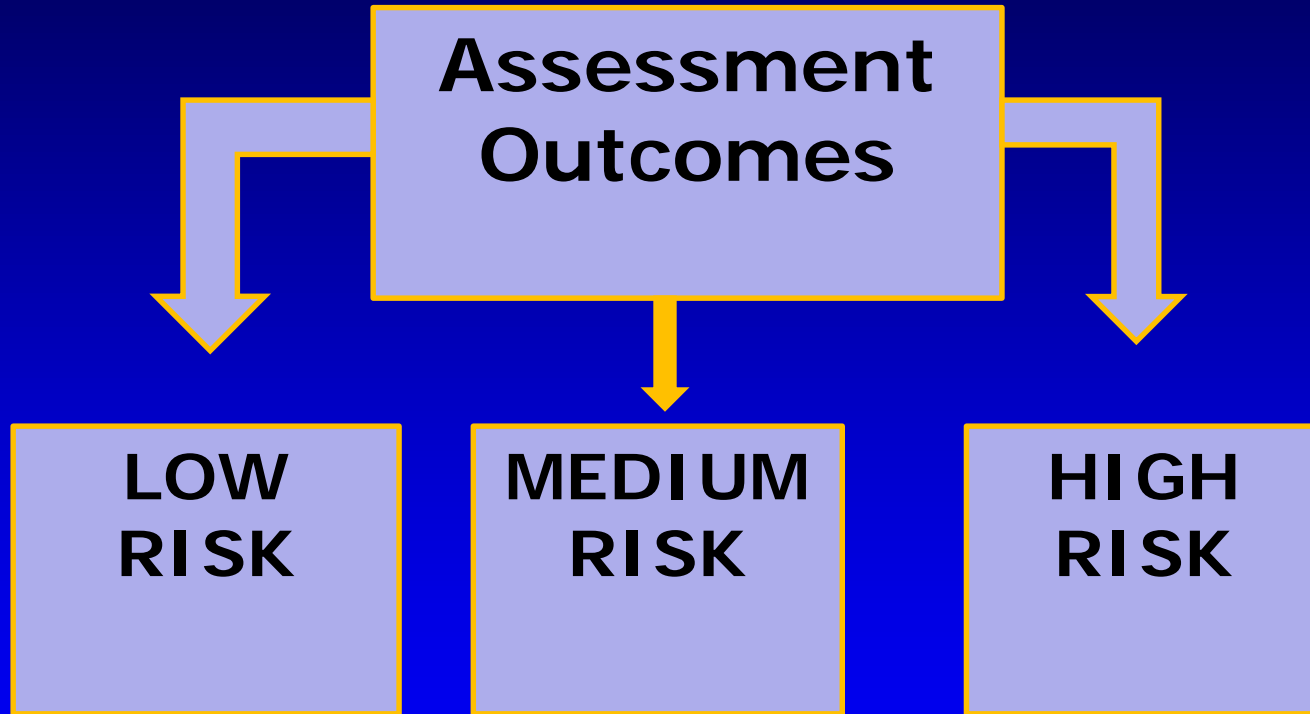 Assessment
Outcomes
LOW
RISK
MEDIUM
RISK
HIGH
RISK